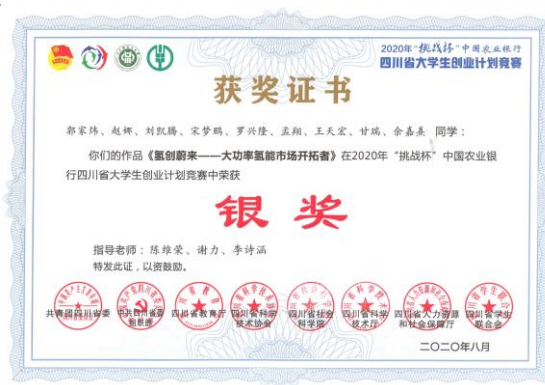 2020年“挑战杯”中国农业银行
四川省大学生创业计划竞赛
获奖证书
郭家炜、赵娜、刘凯腾、宋梦鹏、罗兴隆、孟翔、王天宏、甘瑞、余嘉熹 同学：
你们的作品《氢创蔚来——大功率氢能市场开拓者》在2020年“挑战杯”中国农业银
行四川省大学生创业计划竞赛中荣获
银 奖
指导老师：陈维荣、谢力、李诗涵
特发此证，以资鼓励。
共青团四川省委 中共四川省委 四川省教育厅 四川省科学 四川省社会 四川省科学 四川省人力资源 四川省学生
技术协会 科学院 技术厅 和社会保障厅 联合会
二〇二〇年八月